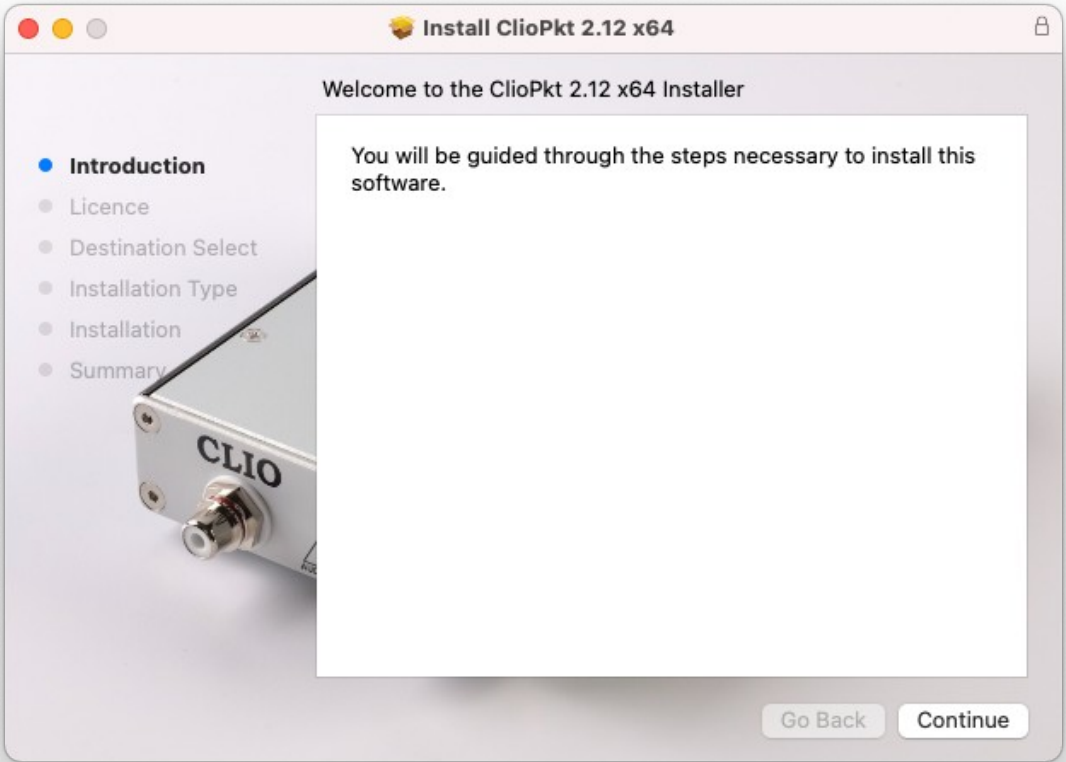 Install ClioPkt 2.12 x64
Welcome to the ClioPkt 2.12 x64 Installer
Introduction
Licence
Destination Select
Installation Type
Installation
Summary
You will be guided through the steps necessary to install this
software.
CLIO
Go Back
Continue